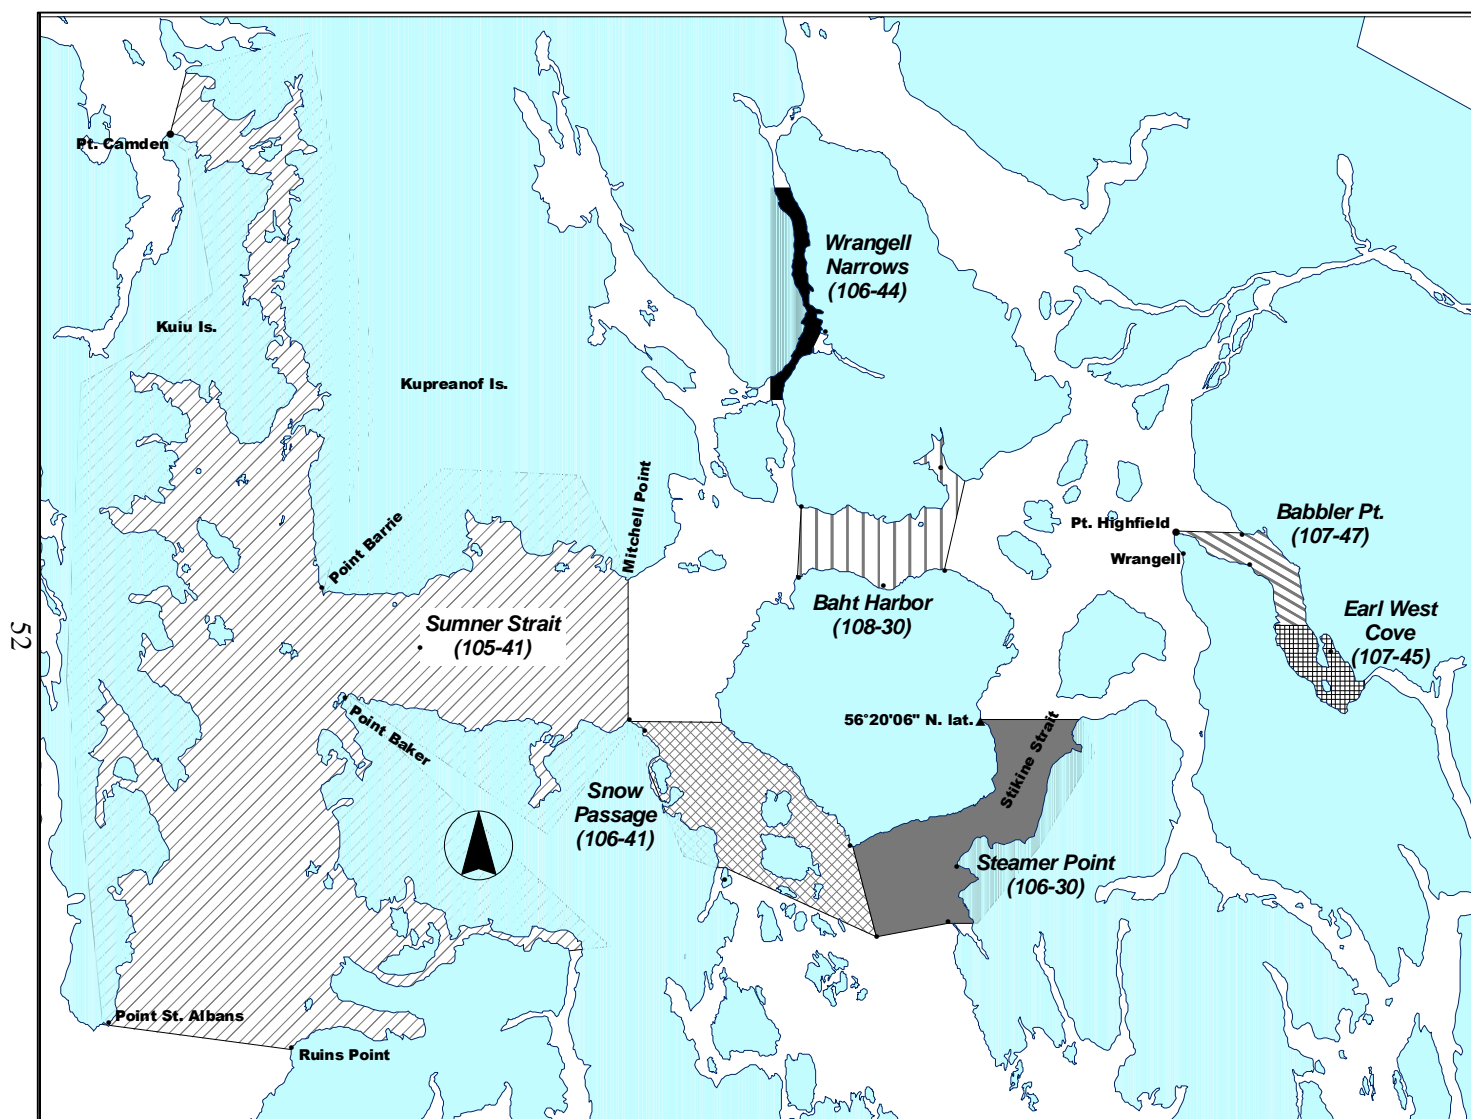 Pt. Camden
Wrangell
Narrows
(106-44)
Kuiu Is.
Kupreanof Is.
Mitchell Point
Point Barrie
Pt. Highfield
Babbler Pt.
(107-47)
Wrangell
Sumner Strait
(105-41)
Baht Harbor
(108-30)
Earl West
Cove
(107-45)
52
Point Baker
56°20'06" N. lat.
Stikine Strait
Snow
Passage
(106-41)
Steamer Point
(106-30)
Point St. Albans
Ruins Point